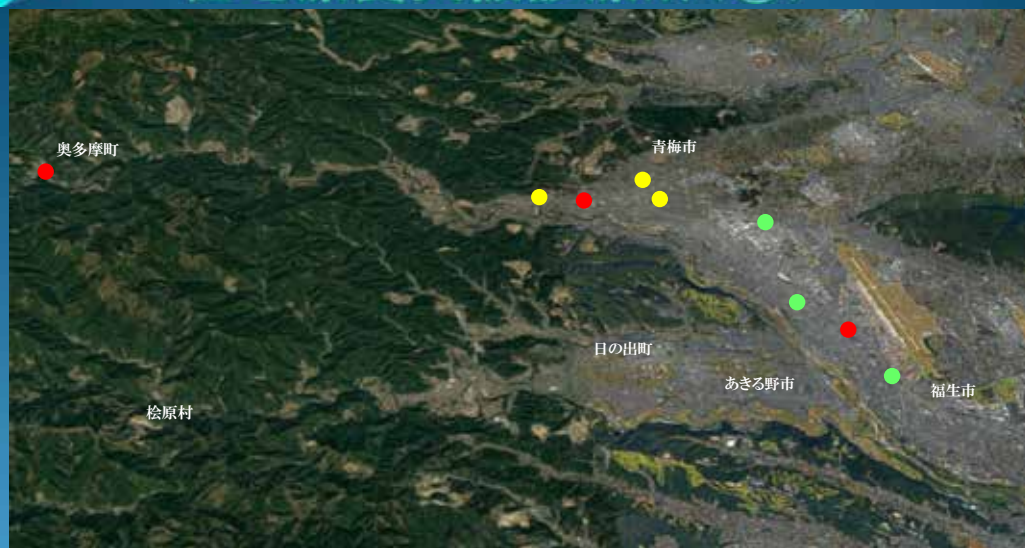 奥多摩町
青梅市
日の出町
あきる野市
福生市
桧原村